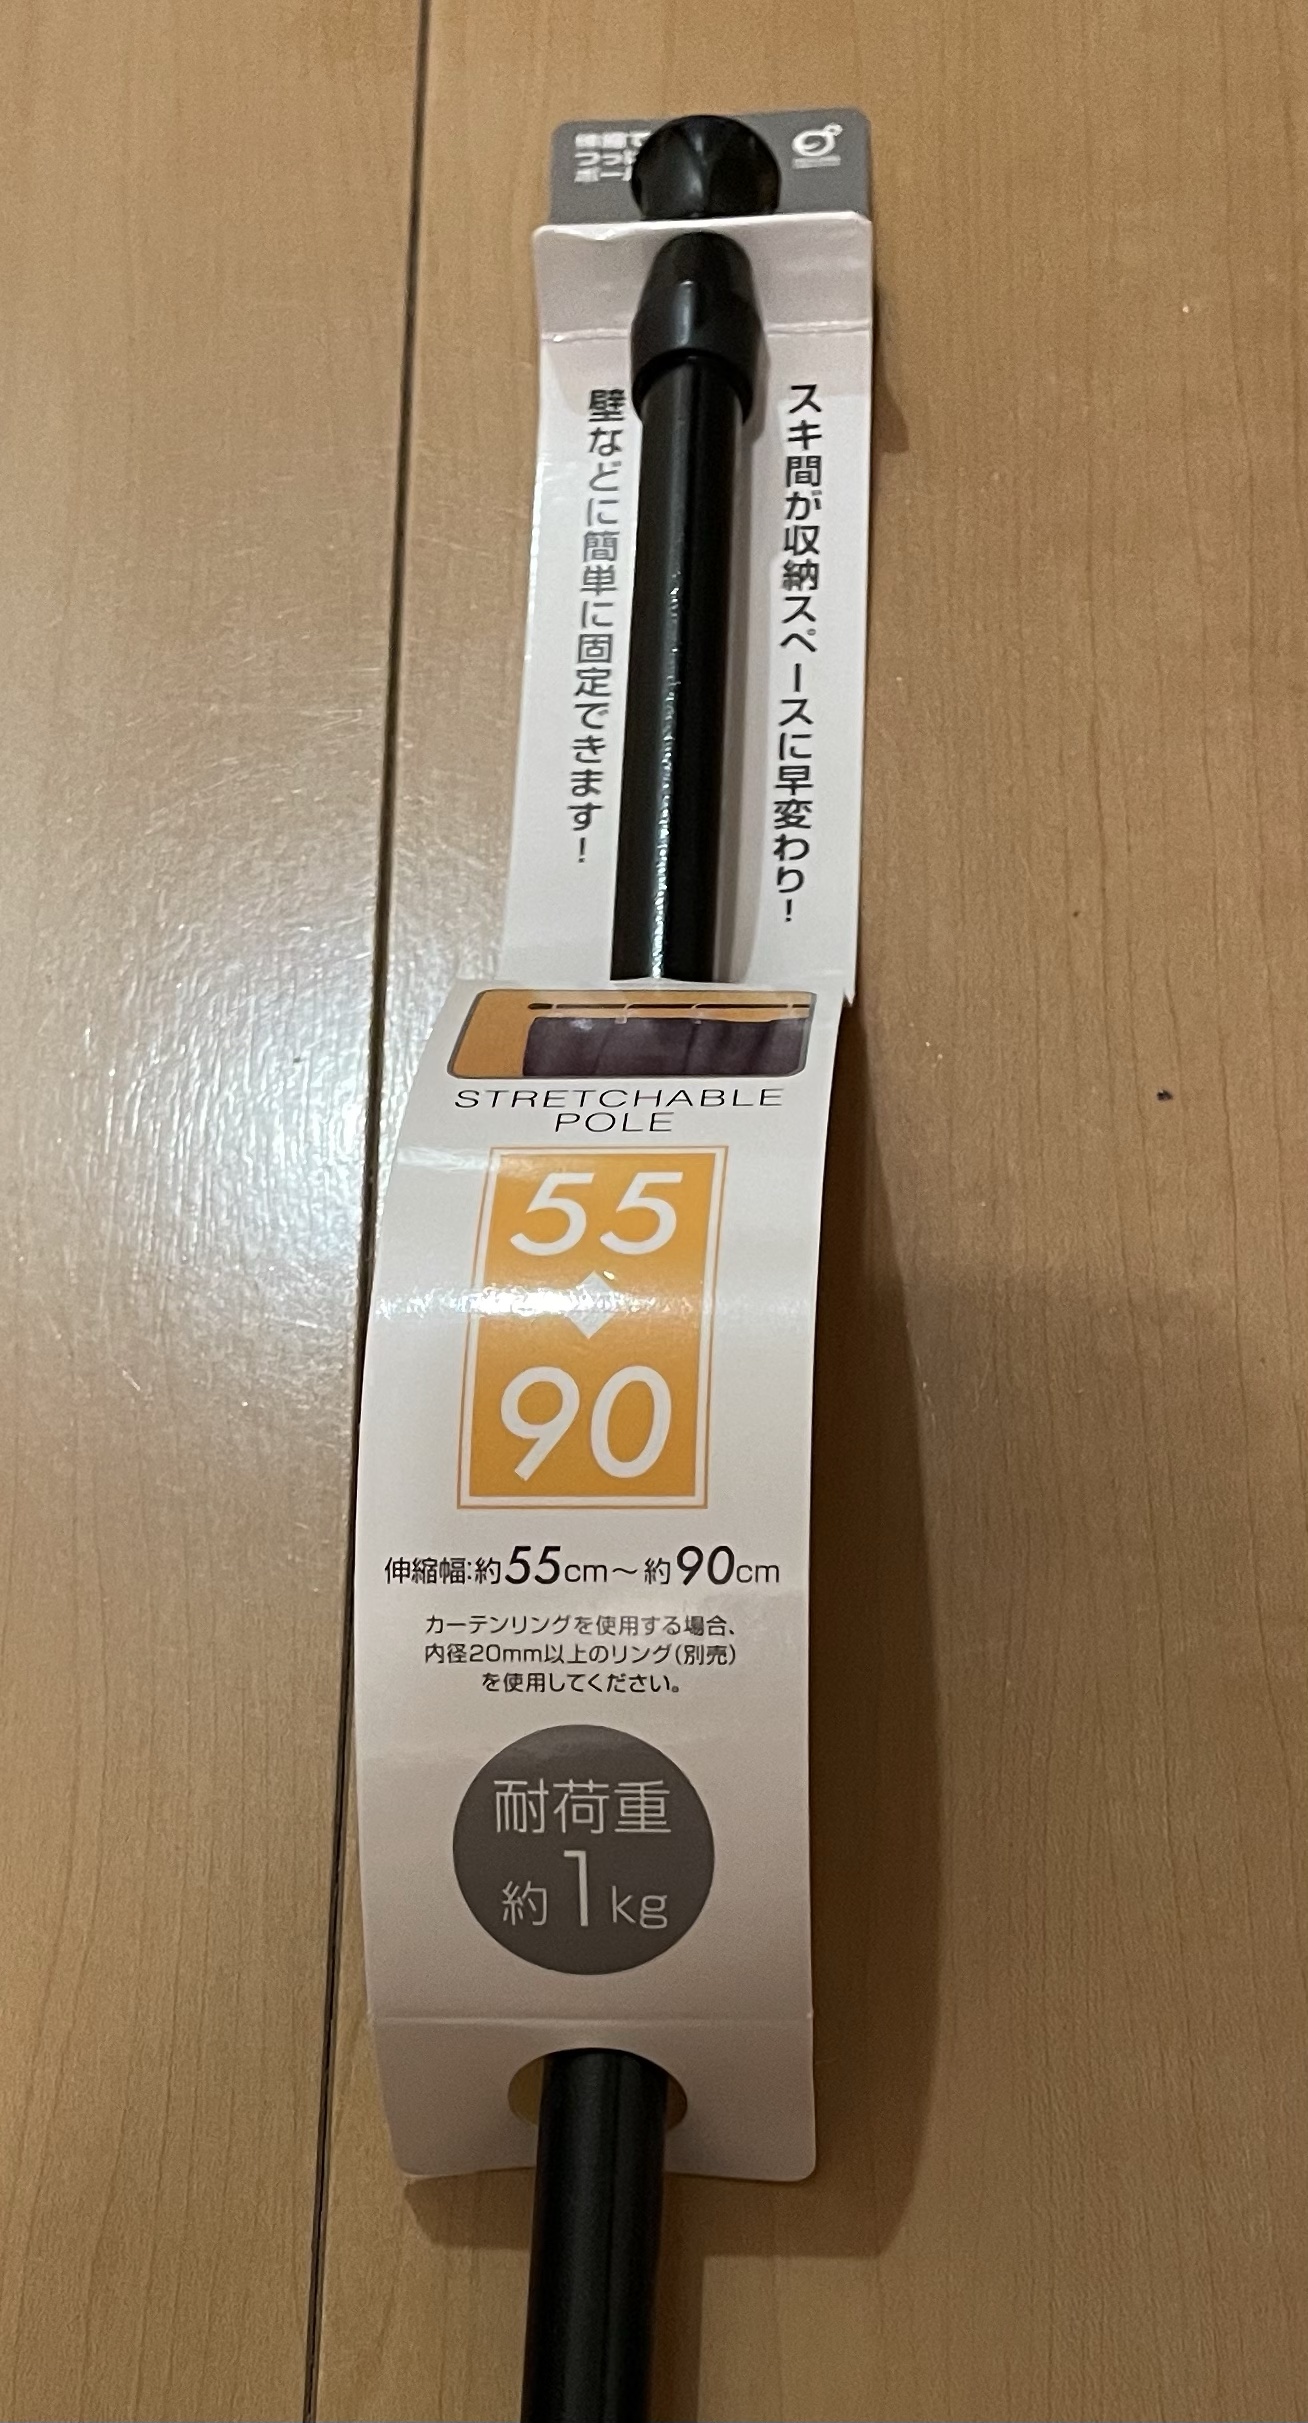 スキ間が収納スペースに早変わり!
壁などに簡単に固定できます!
STRETCHABLE
POLE
55
90
伸縮幅:約55cm〜約90cm
カーテンリングを使用する場合、
内径20mm以上のリング(別売)
を使用してください。
耐荷重
約1kg